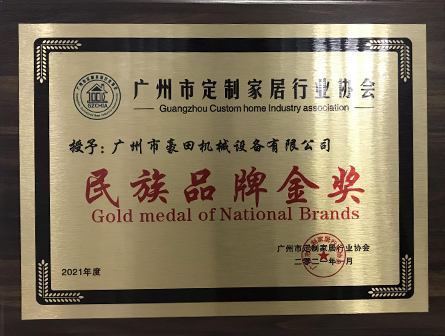 广州市定制家居行业协会
Guangzhou Custom home Industry association
GZCHIA
授予：广州市豪田机械设备有限公司
民族品牌金奖
Gold medal of National Brands
广州市定制家居行业协会
2021年度